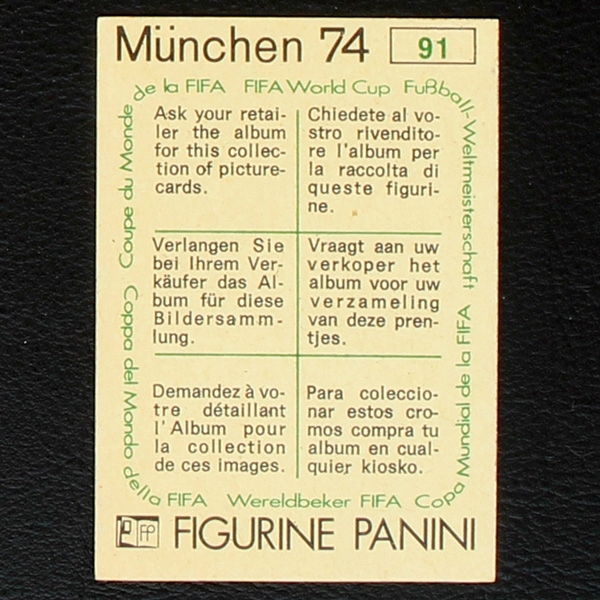 München 74
91
de la FIFA FIFA World Cup Fußball-Weltmeisterschaft
Ask your retai-
ler the album
for this collec-
tion of picture-
cards.
Chiedete al vo-
stro rivendito-
re l'album per
la raccolta di
queste figuri-
ne.
Verlangen Sie
bei Ihrem Ver-
käufer das Al-
bum für diese
Bildersamm-
lung.
Vraagt aan uw
verkoper het
album voor uw
verzameling
van deze pren-
tjes.
Demandez à vo-
tre détaillant
l'Album pour
la collection
de ces images.
Para coleccio-
nar estos cro-
mos compra tu
album en cual-
quier kiosko.
Coupe du Monde
Coppa del Mondo
della FIFA Wereldbeker FIFA Copa Mundial de la FIFA
FP FIGURINE PANINI